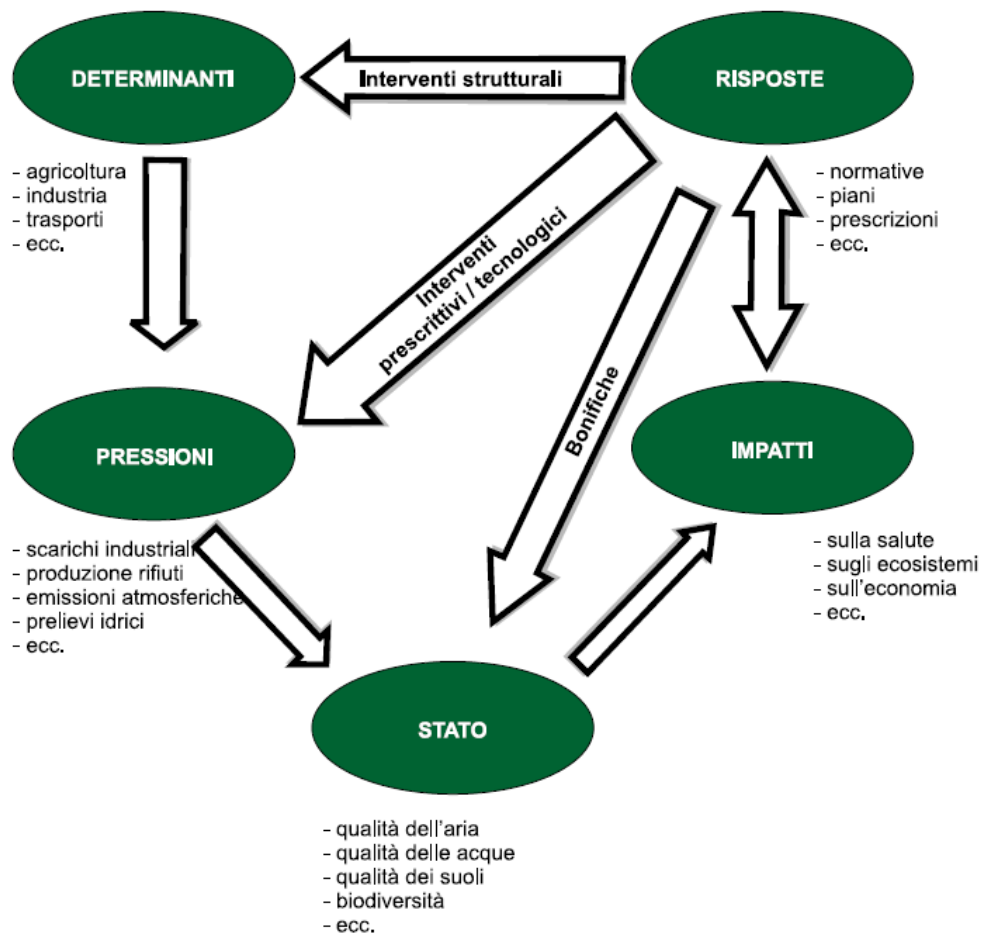 DETERMINANTI
Interventi strutturali
RISPOSTE
- agricoltura
- industria
- trasporti
- ecc.
- normative
- piani
- prescrizioni
- ecc.
Interventi
prescrittivi / tecnologici
Bonifiche
PRESSIONI
IMPATTI
- scarichi industriali
- produzione rifiuti
- emissioni atmosferiche
- prelievi idrici
- ecc.
- sulla salute
- sugli ecosistemi
- sull'economia
- ecc.
STATO
- qualità dell'aria
- qualità delle acque
- qualità dei suoli
- biodiversità
- ecc.